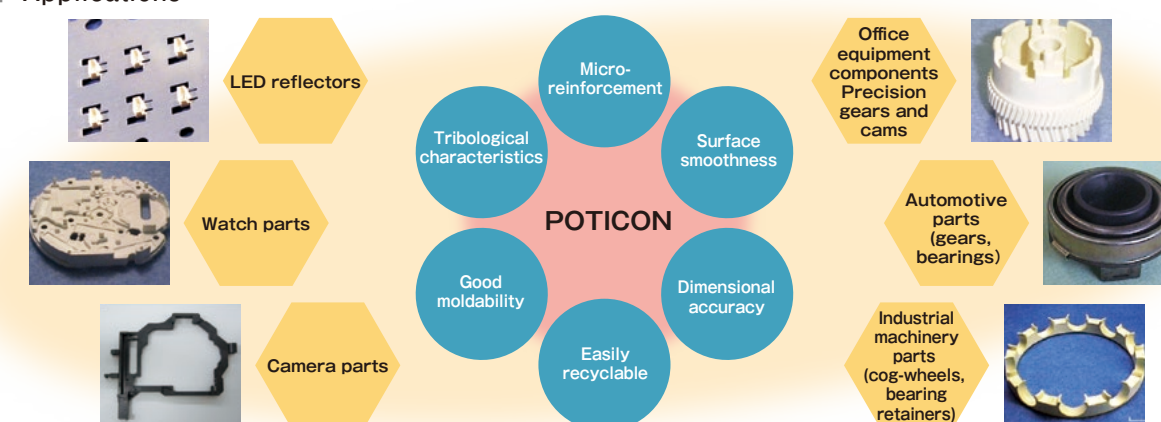 Applications
LED reflectors
Watch parts
Camera parts
Micro-
reinforcement
Tribological
characteristics
Surface
smoothness
POTICON
Good
moldability
Dimensional
accuracy
Easily
recyclable
Office
equipment
components
Precision
gears and
cams
Automotive
parts
(gears,
bearings)
Industrial
machinery
parts
(cog-wheels,
bearing
retainers)